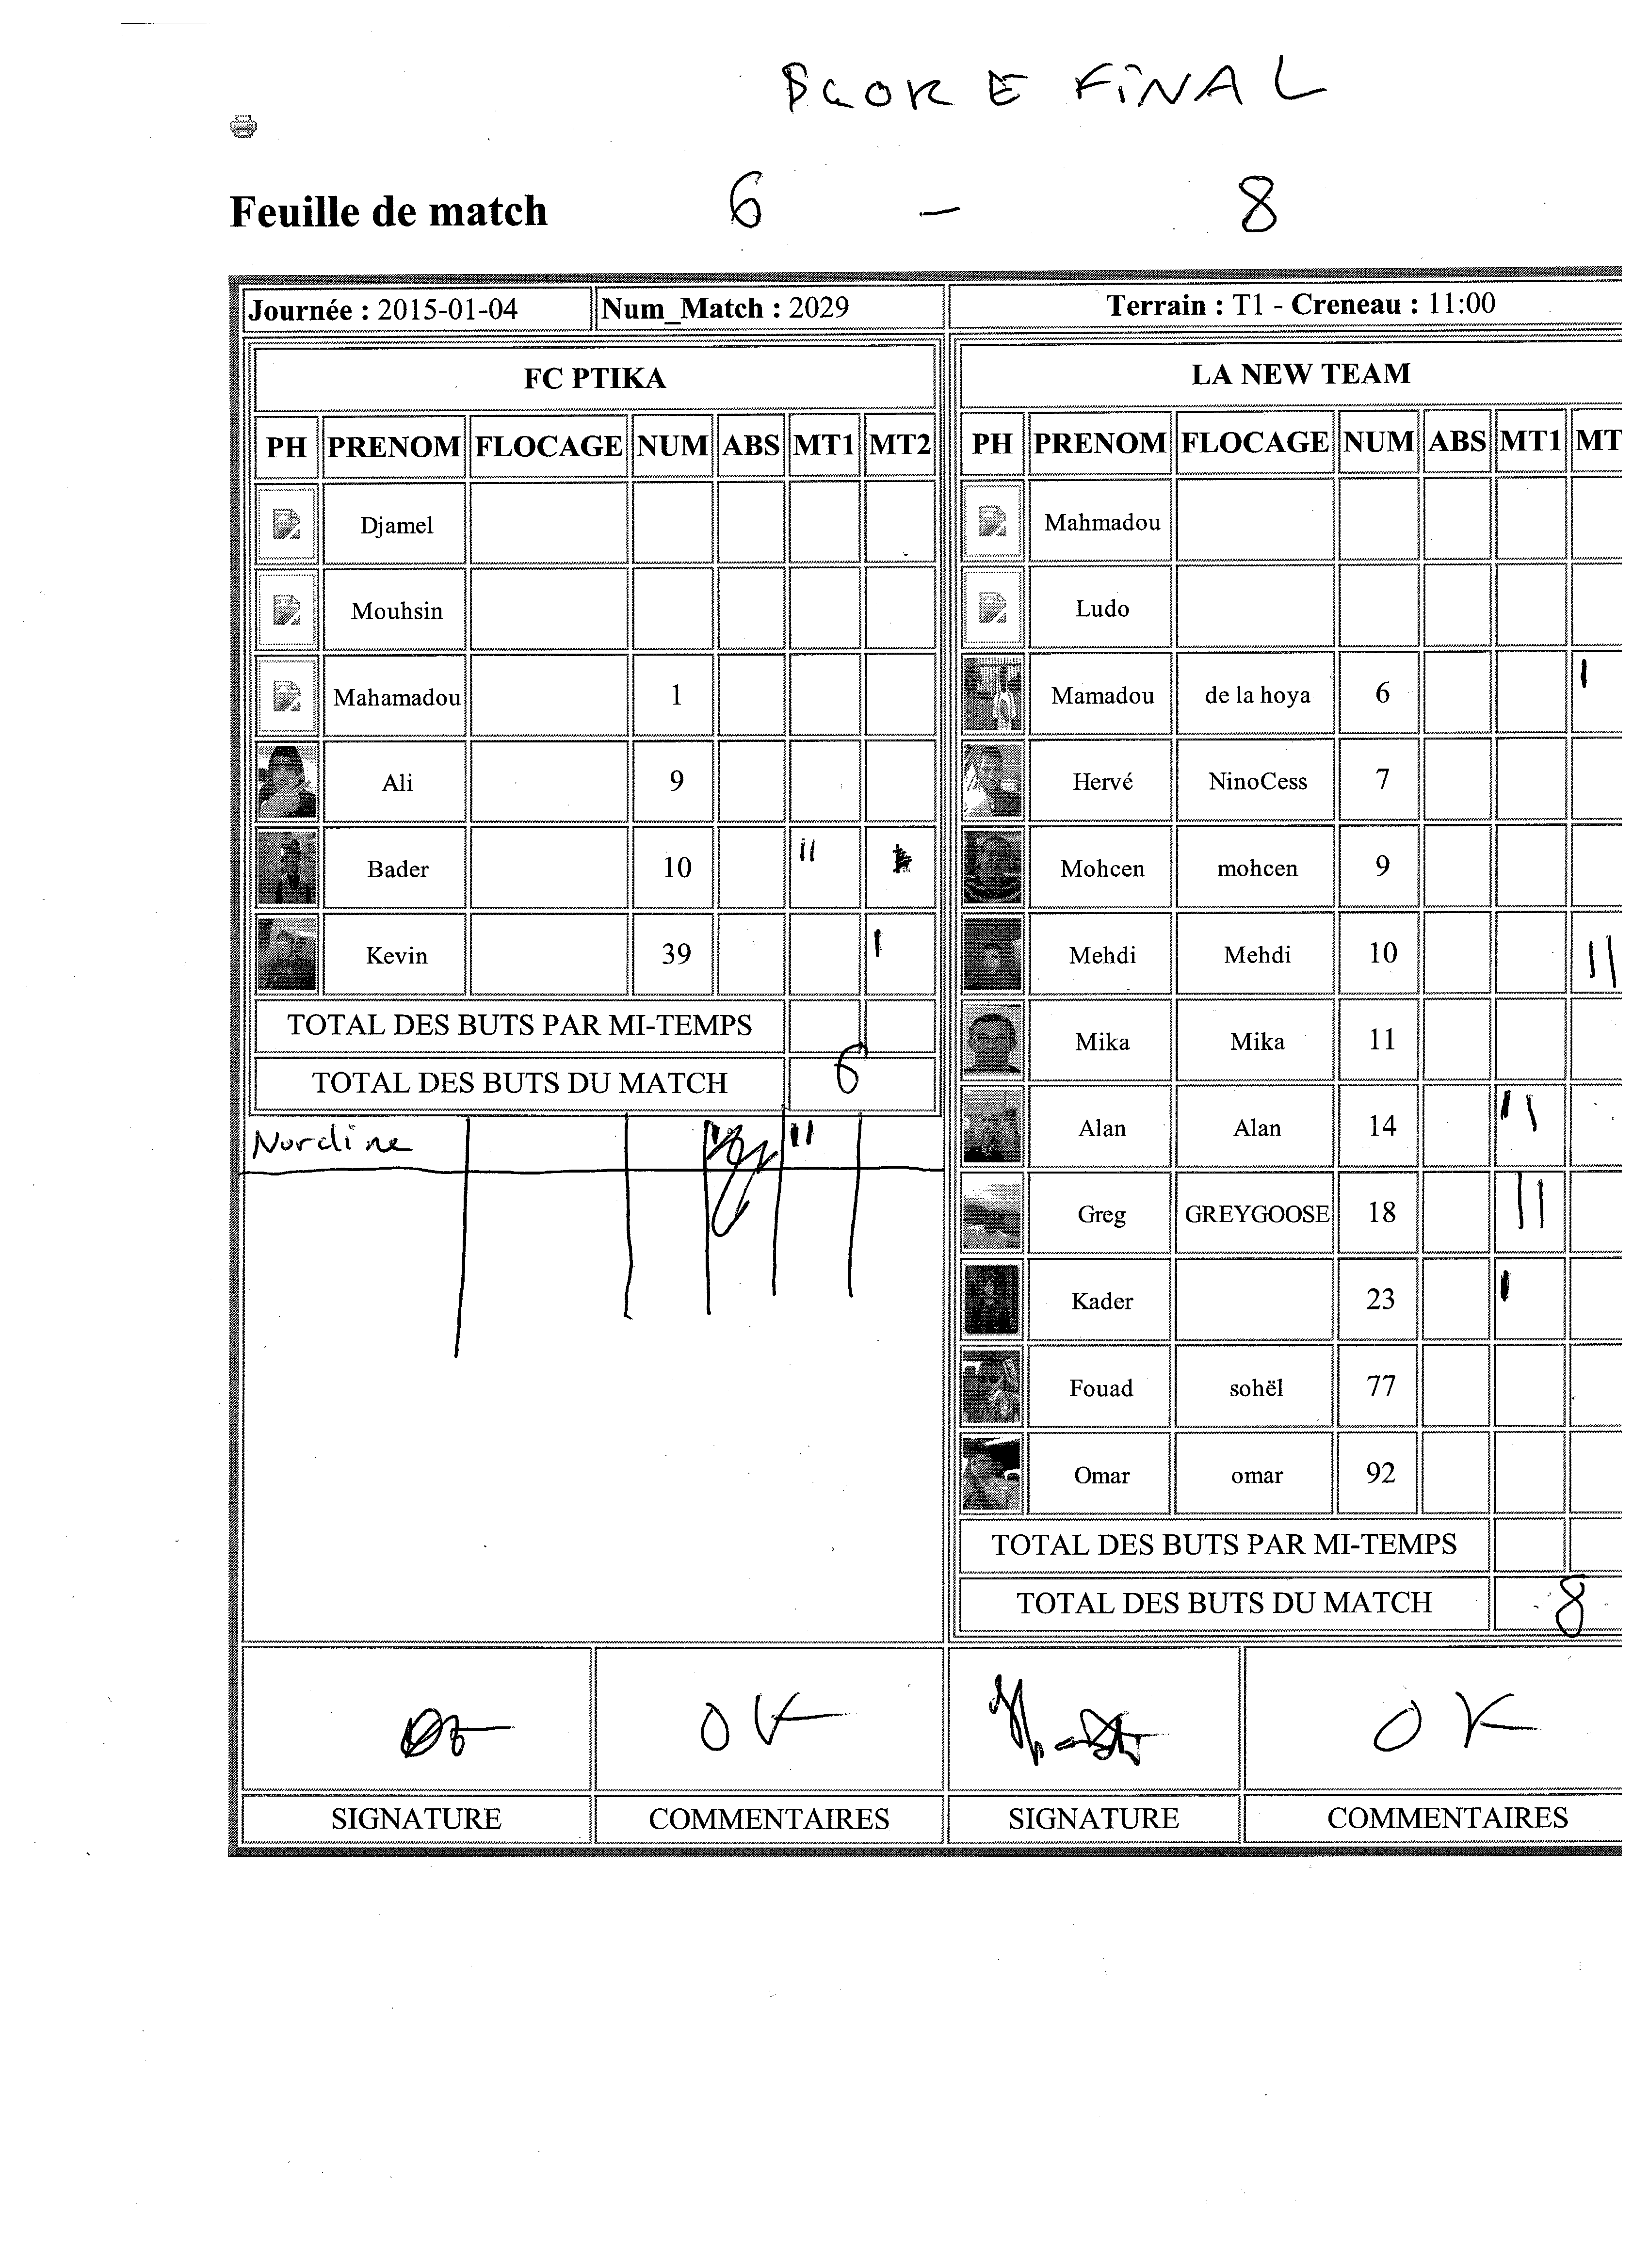 SCORE FINAL
Feuille de match 6 - 8
Journée : 2015-01-04 Num_Match : 2029 Terrain : T1 - Creneau : 11:00
FC PTIKA
PH PRENOM FLOCAGE NUM ABS MT1 MT2
Djamel
Mouhsin
Mahamadou 1
Ali 9
Bader 10 II
Kevin 39 I
TOTAL DES BUTS PAR MI-TEMPS
TOTAL DES BUTS DU MATCH 6
Nordine II
LA NEW TEAM
PH PRENOM FLOCAGE NUM ABS MT1 MT
Mahmadou
Ludo
Mamadou de la hoya 6 I
Hervé NinoCess 7
Mohcen mohcen 9
Mehdi Mehdi 10 II
Mika Mika 11
Alan Alan 14 II
Greg GREYGOOSE 18 II
Kader 23 I
Fouad sohël 77
Omar omar 92
TOTAL DES BUTS PAR MI-TEMPS
TOTAL DES BUTS DU MATCH 8
OK OK
SIGNATURE COMMENTAIRES SIGNATURE COMMENTAIRES